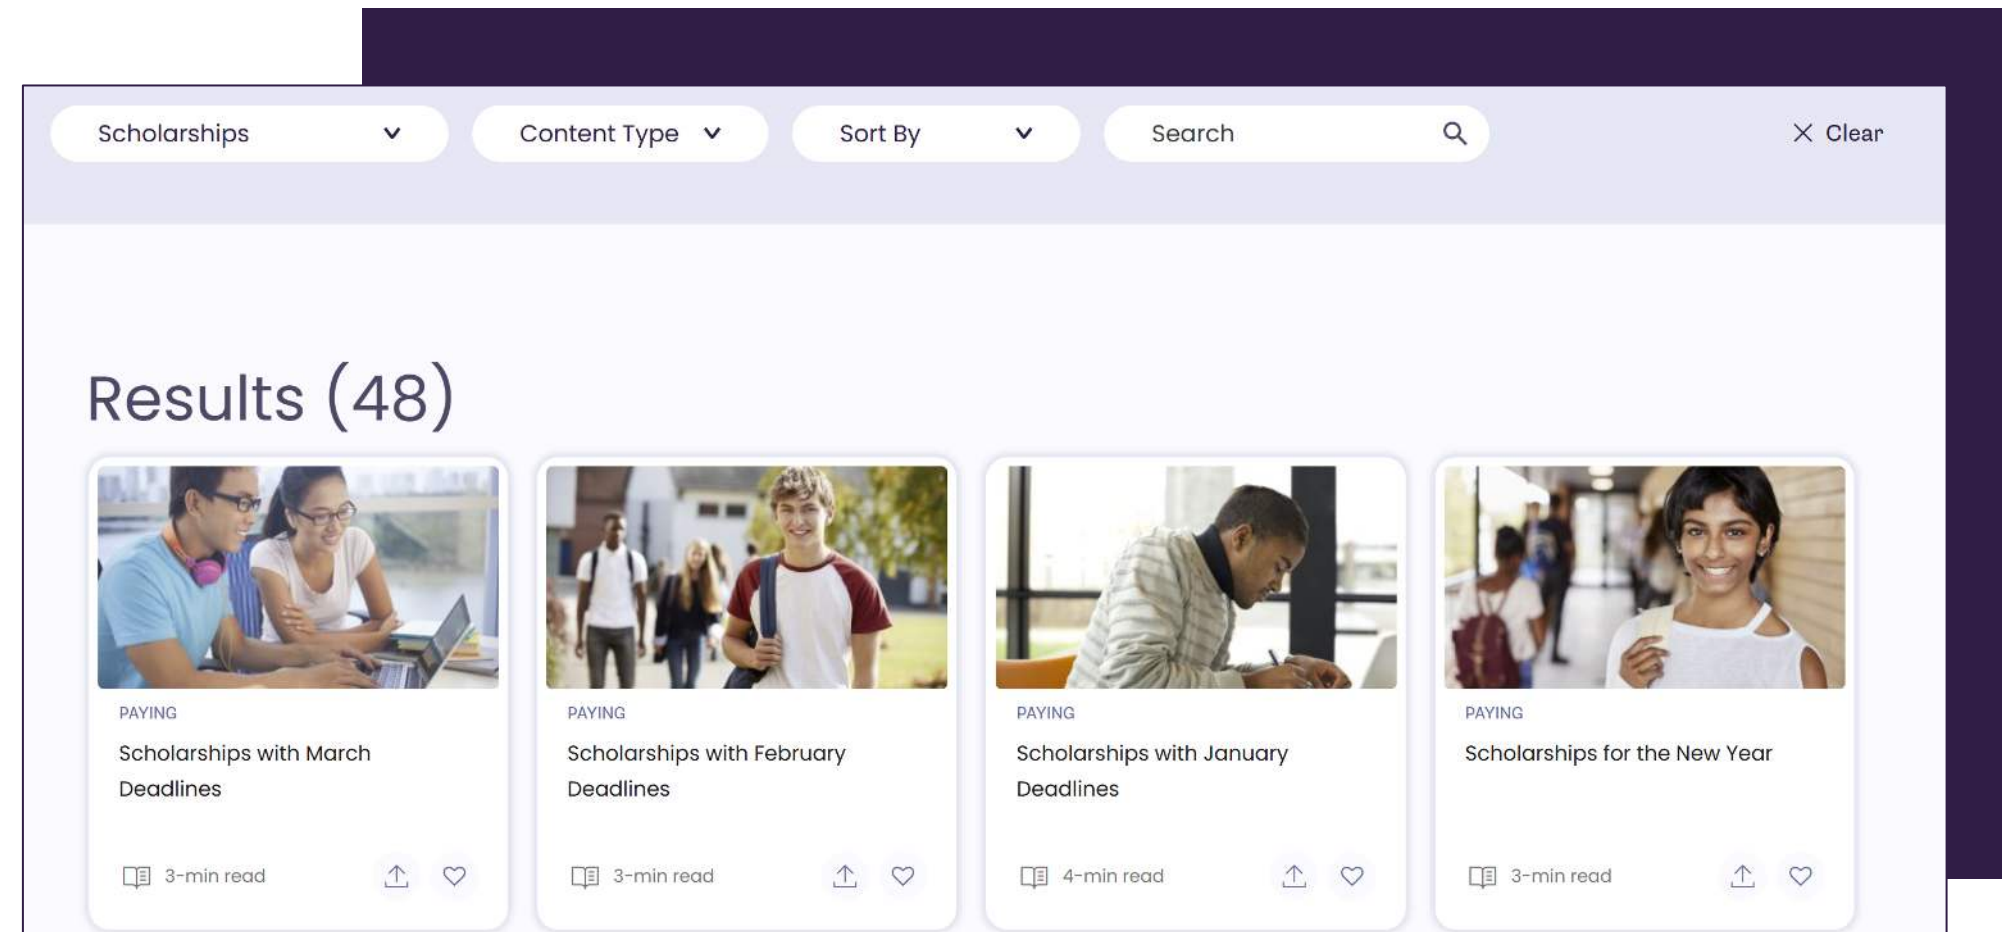 Scholarships
Content Type
Sort By
Search
Clear
Results (48)
PAYING
Scholarships with March
Deadlines
3-min read
PAYING
Scholarships with February
Deadlines
3-min read
PAYING
Scholarships with January
Deadlines
4-min read
PAYING
Scholarships for the New Year
3-min read